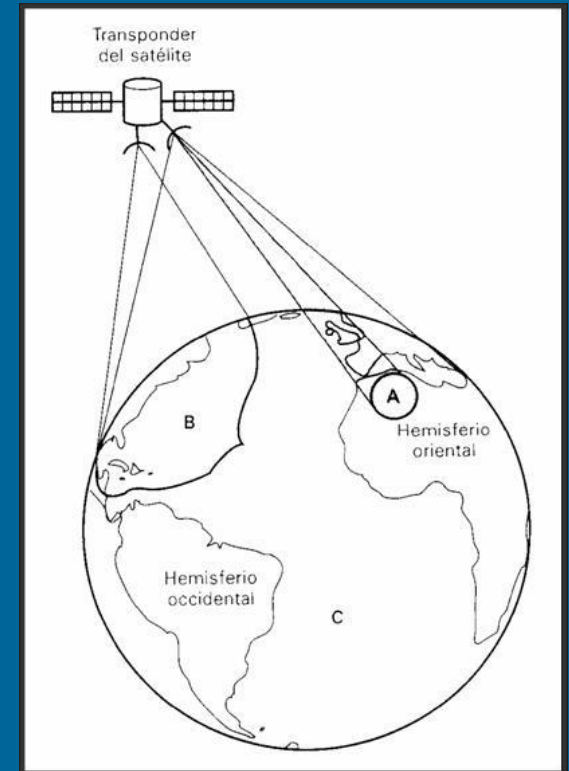 Transponder
del satélite
A
B
Hemisferio
oriental
Hemisferio
occidental
C